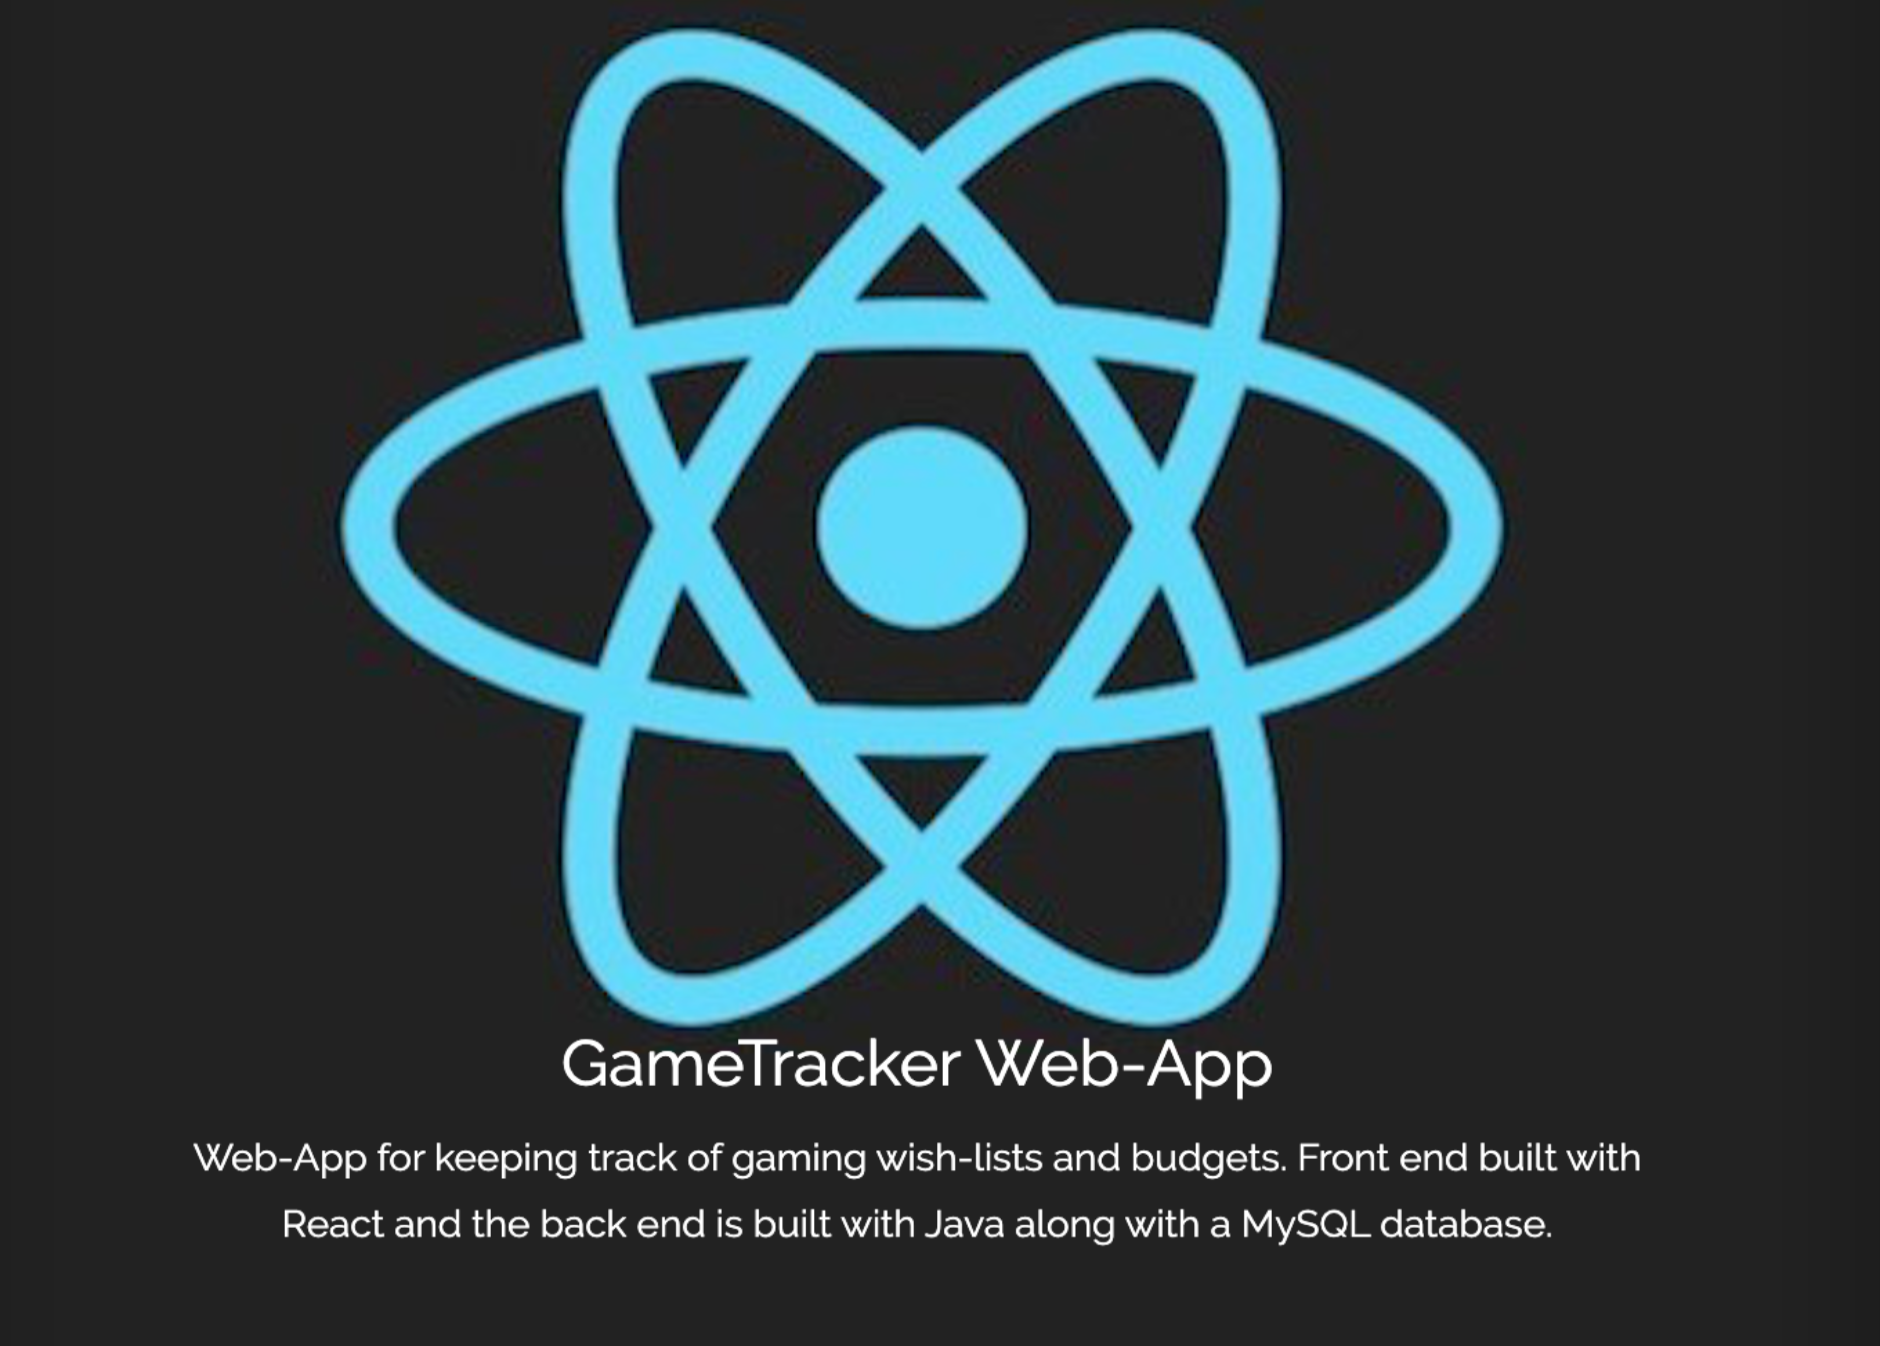 GameTracker Web-App
Web-App for keeping track of gaming wish-lists and budgets. Front end built with
React and the back end is built with Java along with a MySQL database.